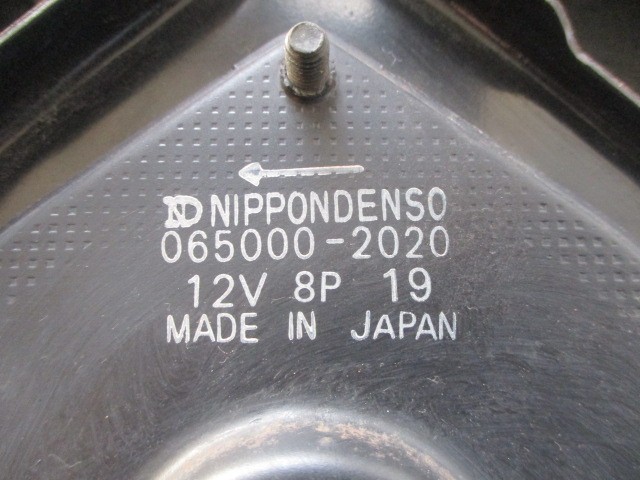 ND NIPPONDENSO
065000-2020
12V 8P 19
MADE IN JAPAN